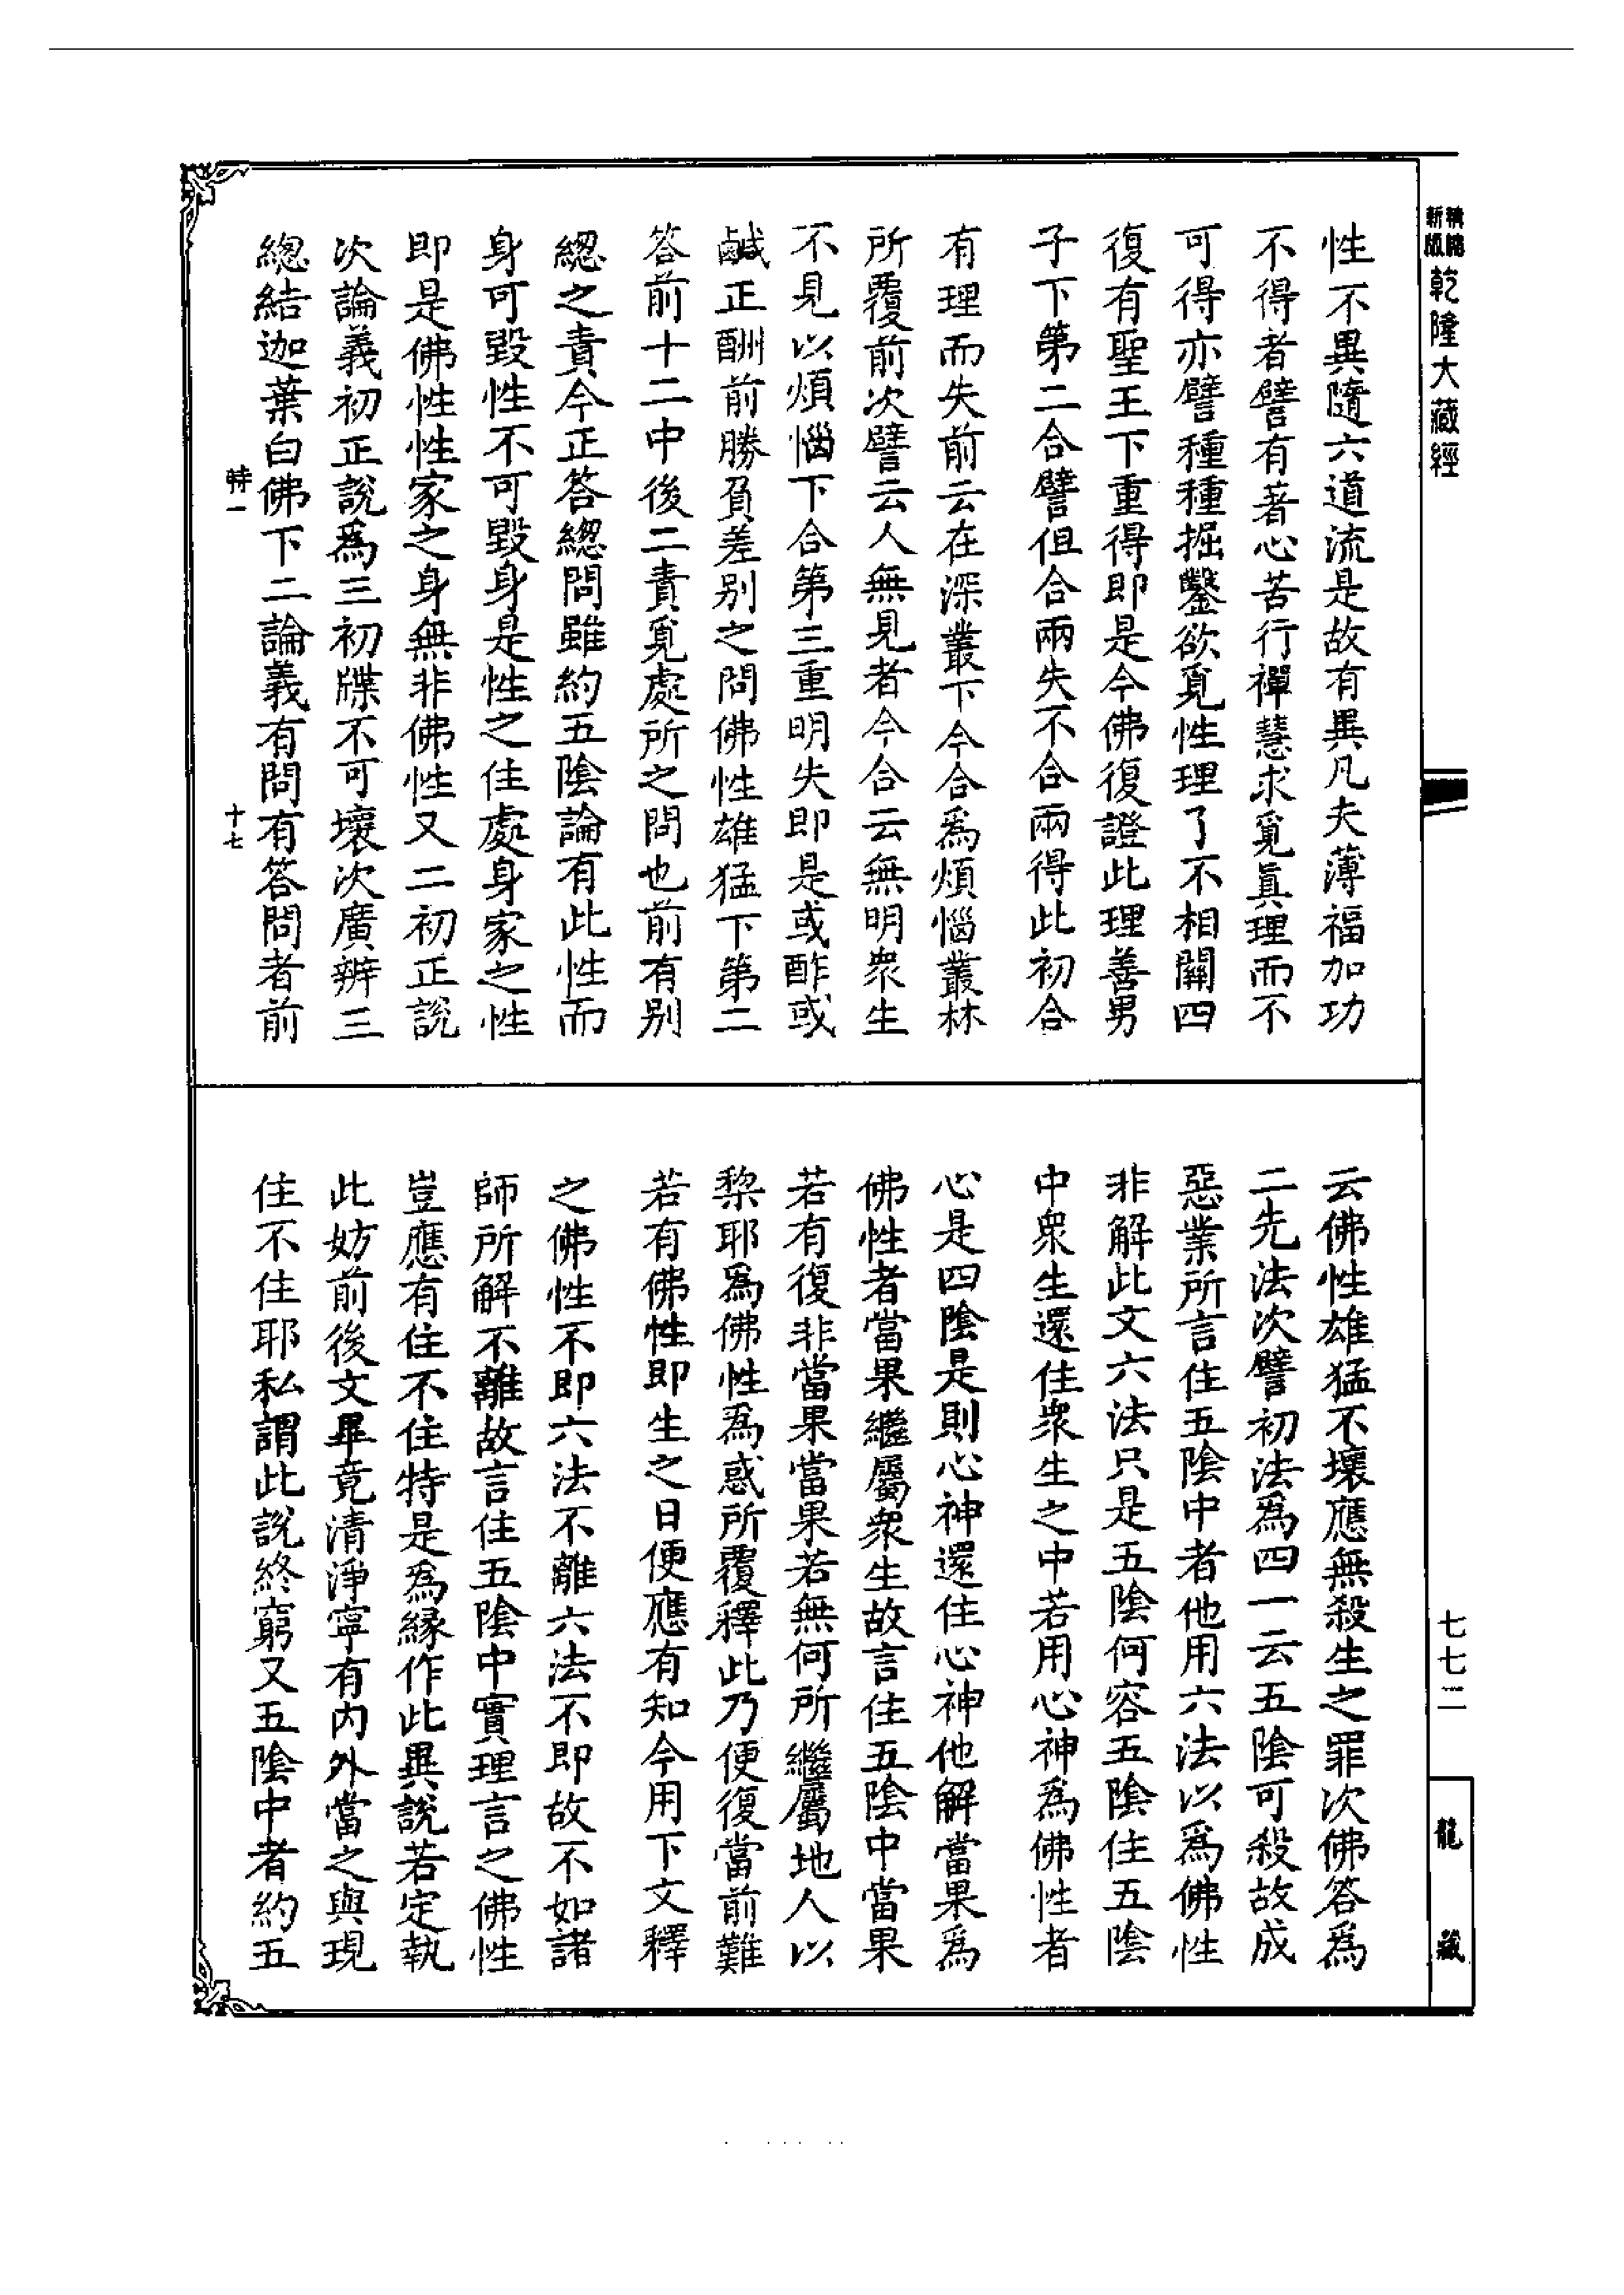 新版
精縮
乾隆大藏經
性不異隨六道流是故有異凡夫薄福加功
不得者譬有著心苦行禪慧求覓眞理而不
可得亦譬種種掘鑿欲覓性理了不相關四
復有聖王下重得即是今佛復證此理善男
子下第二合譬但合兩失不合兩得此初合
有理而失前云在深叢下今合爲煩惱叢林
所覆前次譬云人無見者今合云無明衆生
不見以煩惱下合第三重明失即是或酢或
鹹正酬前勝負差別之問佛性雄猛下第二
答前十二中後二責覓處所之問也前有別
總之責今正答總問雖約五陰論有此性而
身可毀性不可毀身是性之住處身家之性
即是佛性性家之身無非佛性又二初正說
次論義初正說爲三初牒不可壞次廣辨三
總結迦葉白佛下二論義有問有答問者前
十七
云佛性雄猛不壞應無殺生之罪次佛答爲
二先法次譬初法爲四一云五陰可殺故成
惡業所言住五陰中者他用六法以爲佛性
非解此文六法只是五陰何容五陰住五陰
中衆生還住衆生之中若用心神爲佛性者
心是四陰是則心神還住心神他解當果爲
佛性者當果繼屬衆生故言住五陰中當果
若有復非當果當果若無何所繼屬地人以
黎耶爲佛性爲惑所覆釋此乃便復當前難
若有佛性即生之日便應有知今用下文釋
之佛性不即六法不離六法不即故不如諸
師所解不離故言住五陰中實理言之佛性
豈應有住不住特是爲緣作此異說若定執
此妨前後文畢竟清淨寧有內外當之與現
住不住耶私謂此說終窮又五陰中者約五
七七二
龍藏